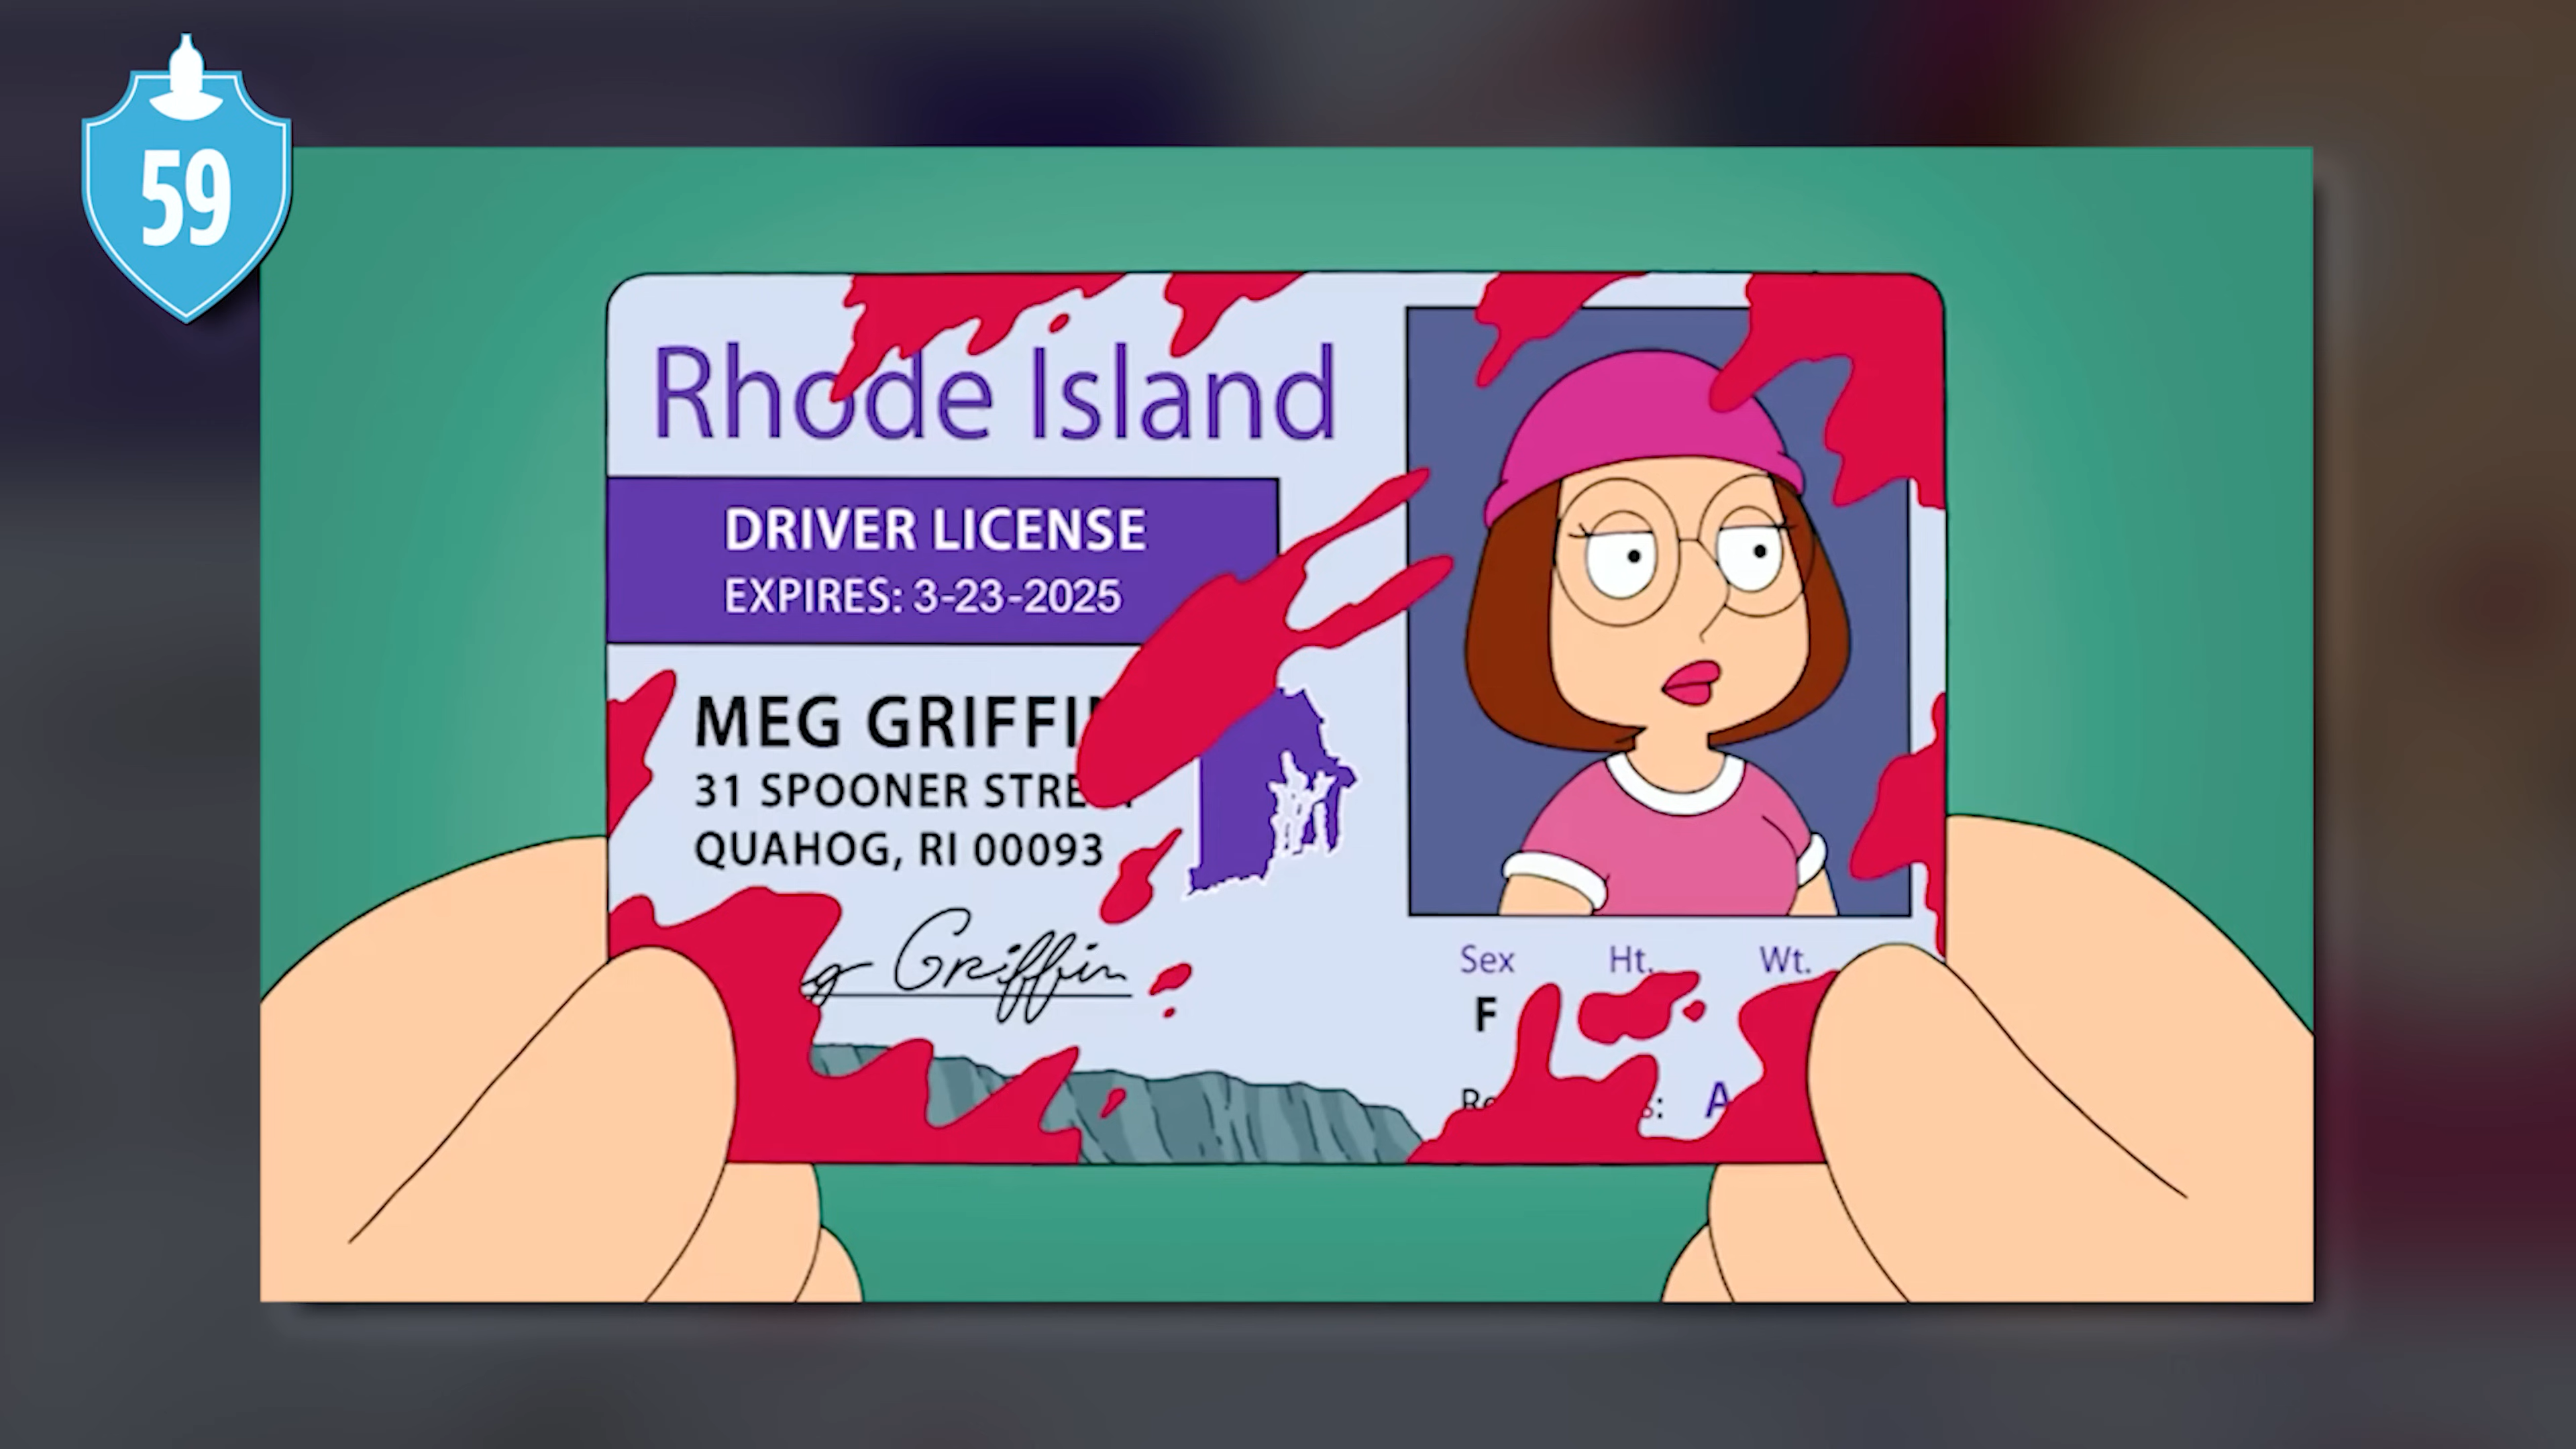 59
Rhode Island
DRIVER LICENSE
EXPIRES: 3-23-2025
MEG GRIFFI
31 SPOONER STREET
QUAHOG, RI 00093
g Griffin
Sex Ht. Wt.
F
A